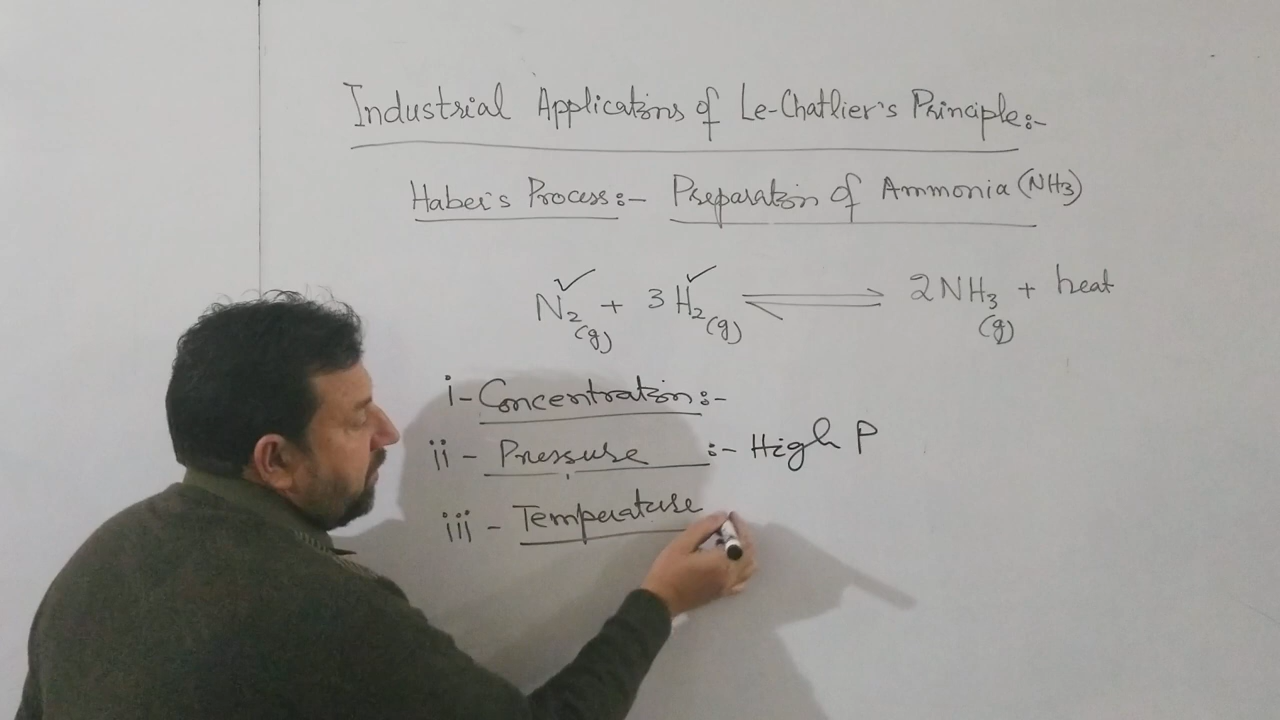 Industrial Applications of Le-Chatlier's Principle:-
Haber's Process:- Preparation of Ammonia (NH3)
N2(g) + 3H2(g) ⇌ 2NH3(g) + heat
i- Concentration:-
ii - Pressure :- High P
iii - Temperature